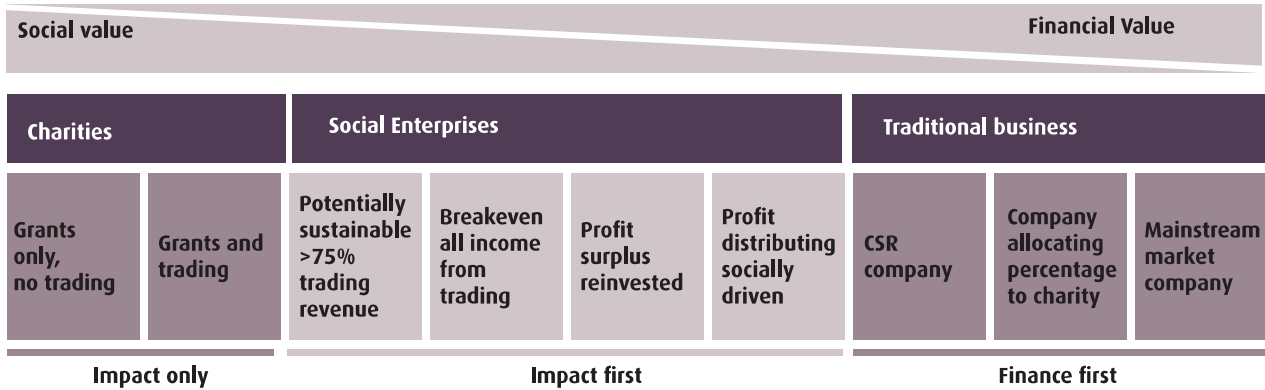 Social value
Financial Value
Charities
Social Enterprises
Traditional business
Grants
only,
no trading
Grants and
trading
Potentially
sustainable
>75%
trading
revenue
Breakeven
all income
from
trading
Profit
surplus
reinvested
Profit
distributing
socially
driven
CSR
company
Company
allocating
percentage
to charity
Mainstream
market
company
Impact only
Impact first
Finance first